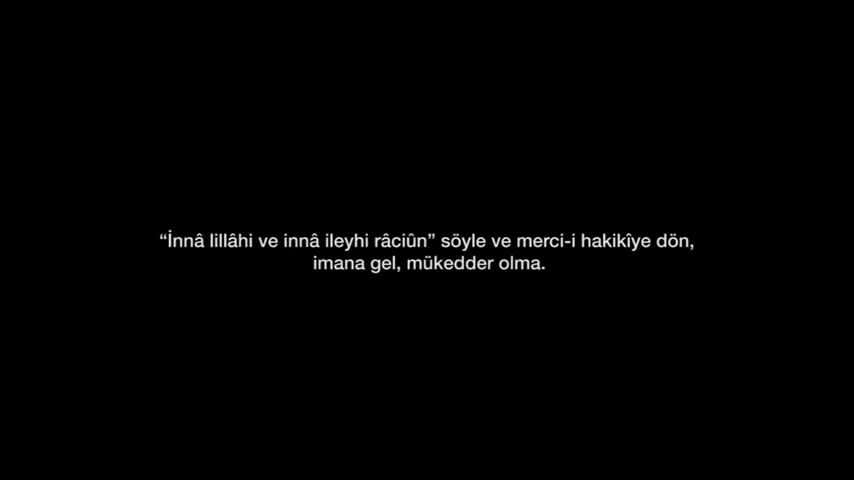 “İnnâ lillâhi ve innâ ileyhi râciûn” söyle ve merci-i hakikîye dön,
imana gel, mükedder olma.